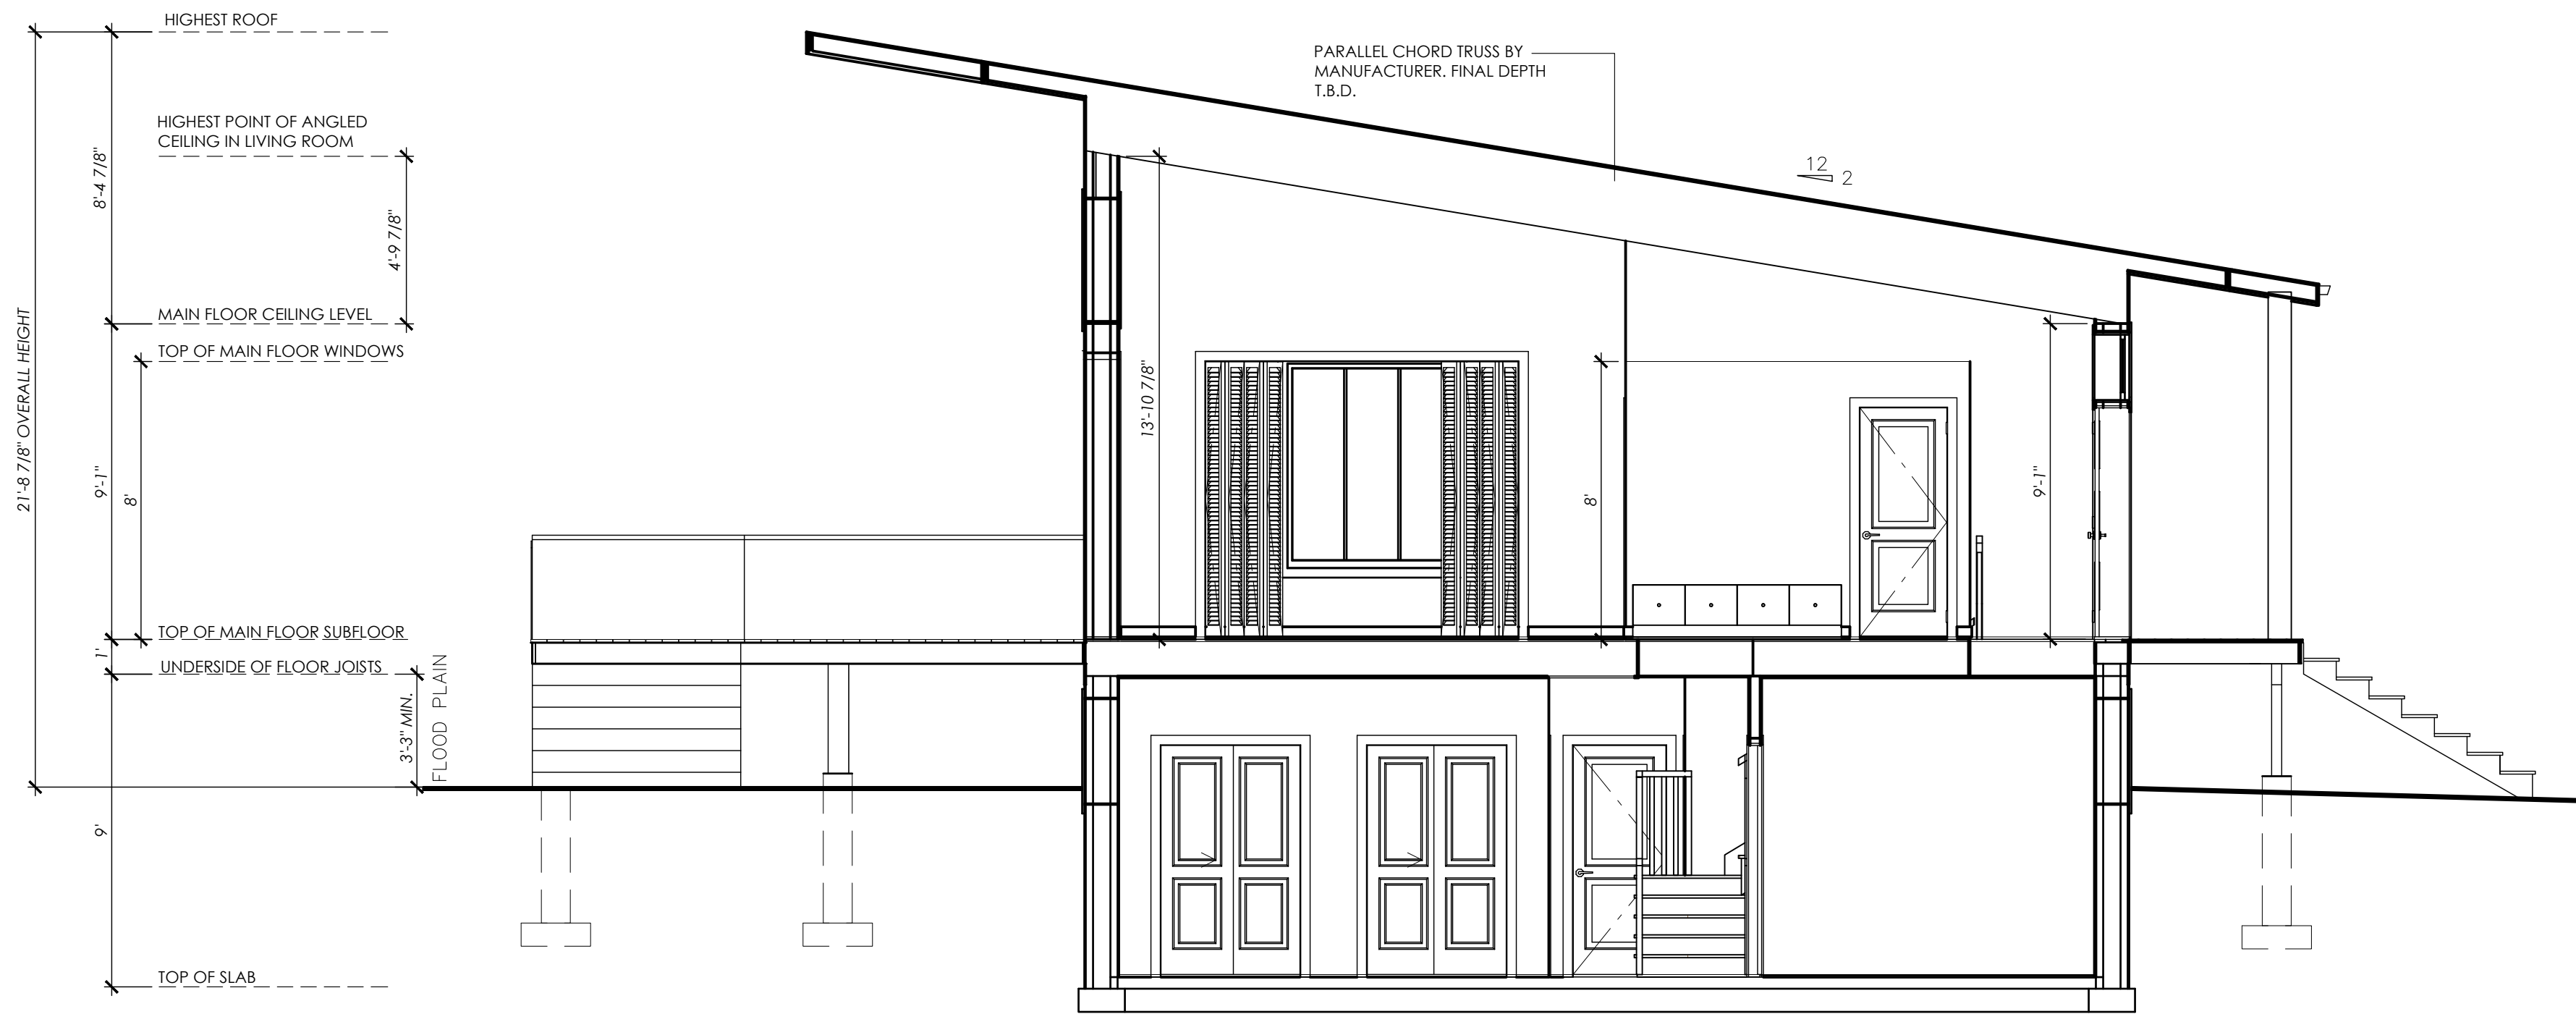 HIGHEST ROOF
PARALLEL CHORD TRUSS BY
MANUFACTURER. FINAL DEPTH
T.B.D.
HIGHEST POINT OF ANGLED
CEILING IN LIVING ROOM
12
2
8'-4 7/8"
4'-9 7/8"
MAIN FLOOR CEILING LEVEL
TOP OF MAIN FLOOR WINDOWS
21'-8 7/8" OVERALL HEIGHT
13'-10 7/8"
9'-1"
8'
8'
9'-1"
TOP OF MAIN FLOOR SUBFLOOR
1'
UNDERSIDE OF FLOOR JOISTS
3'-3" MIN.
FLOOD PLAIN
9'
TOP OF SLAB